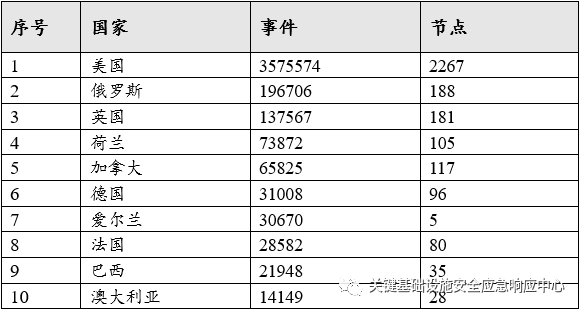 序号 国家 事件 节点
1 美国 3575574 2267
2 俄罗斯 196706 188
3 英国 137567 181
4 荷兰 73872 105
5 加拿大 65825 117
6 德国 31008 96
7 爱尔兰 30670 5
8 法国 28582 80
9 巴西 21948 35
10 澳大利亚 14149 28
关键基础设施安全应急响应中心